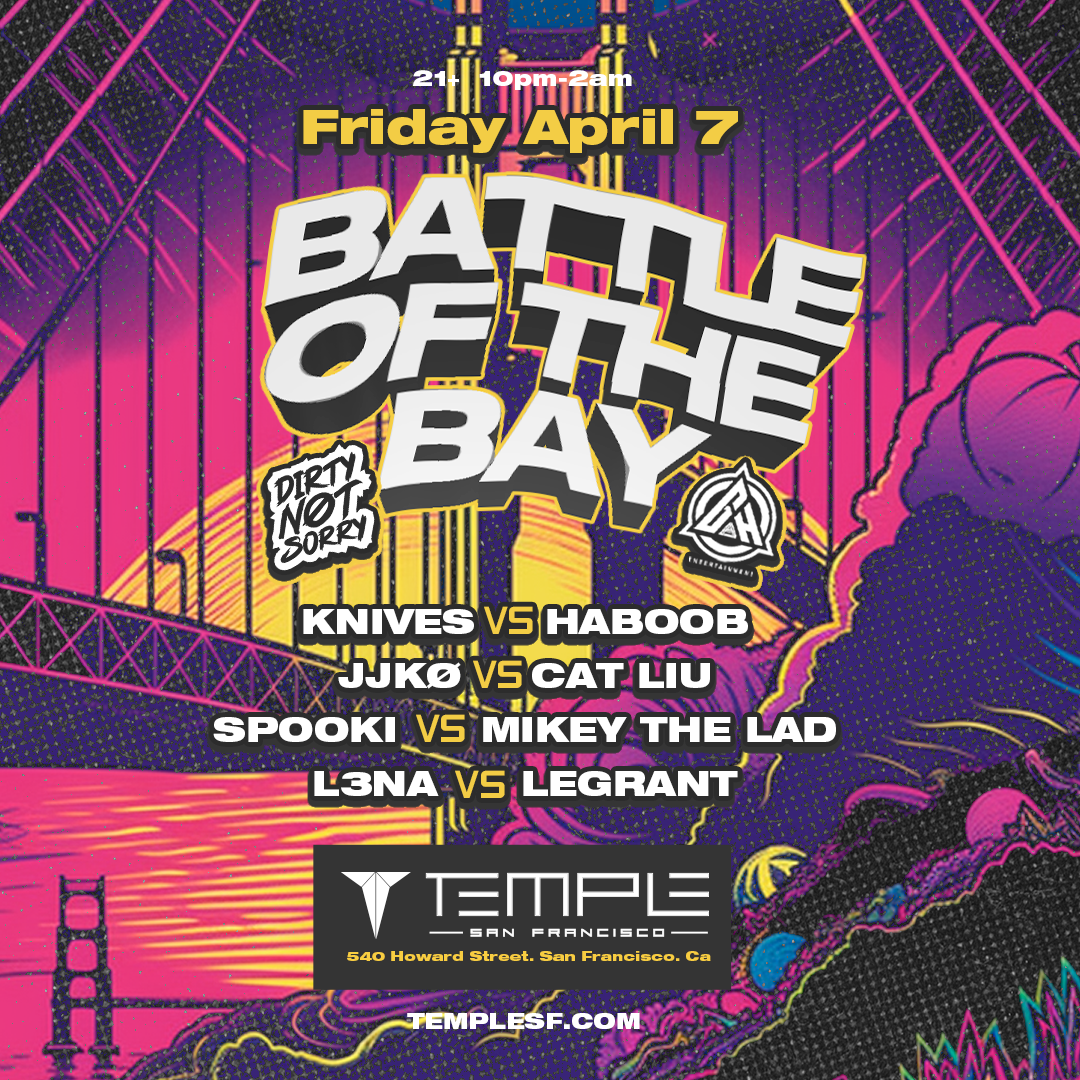 21+ 10pm-2am
Friday April 7
BATTLE
OF THE
BAY
DIRTY
NØT
SORRY
ENTERTAINMENT
KNIVES VS HABOOB
JJKØ VS CAT LIU
SPOOKI VS MIKEY THE LAD
L3NA VS LEGRANT
TEMPLE
SAN FRANCISCO
540 Howard Street. San Francisco. Ca
TEMPLESF.COM